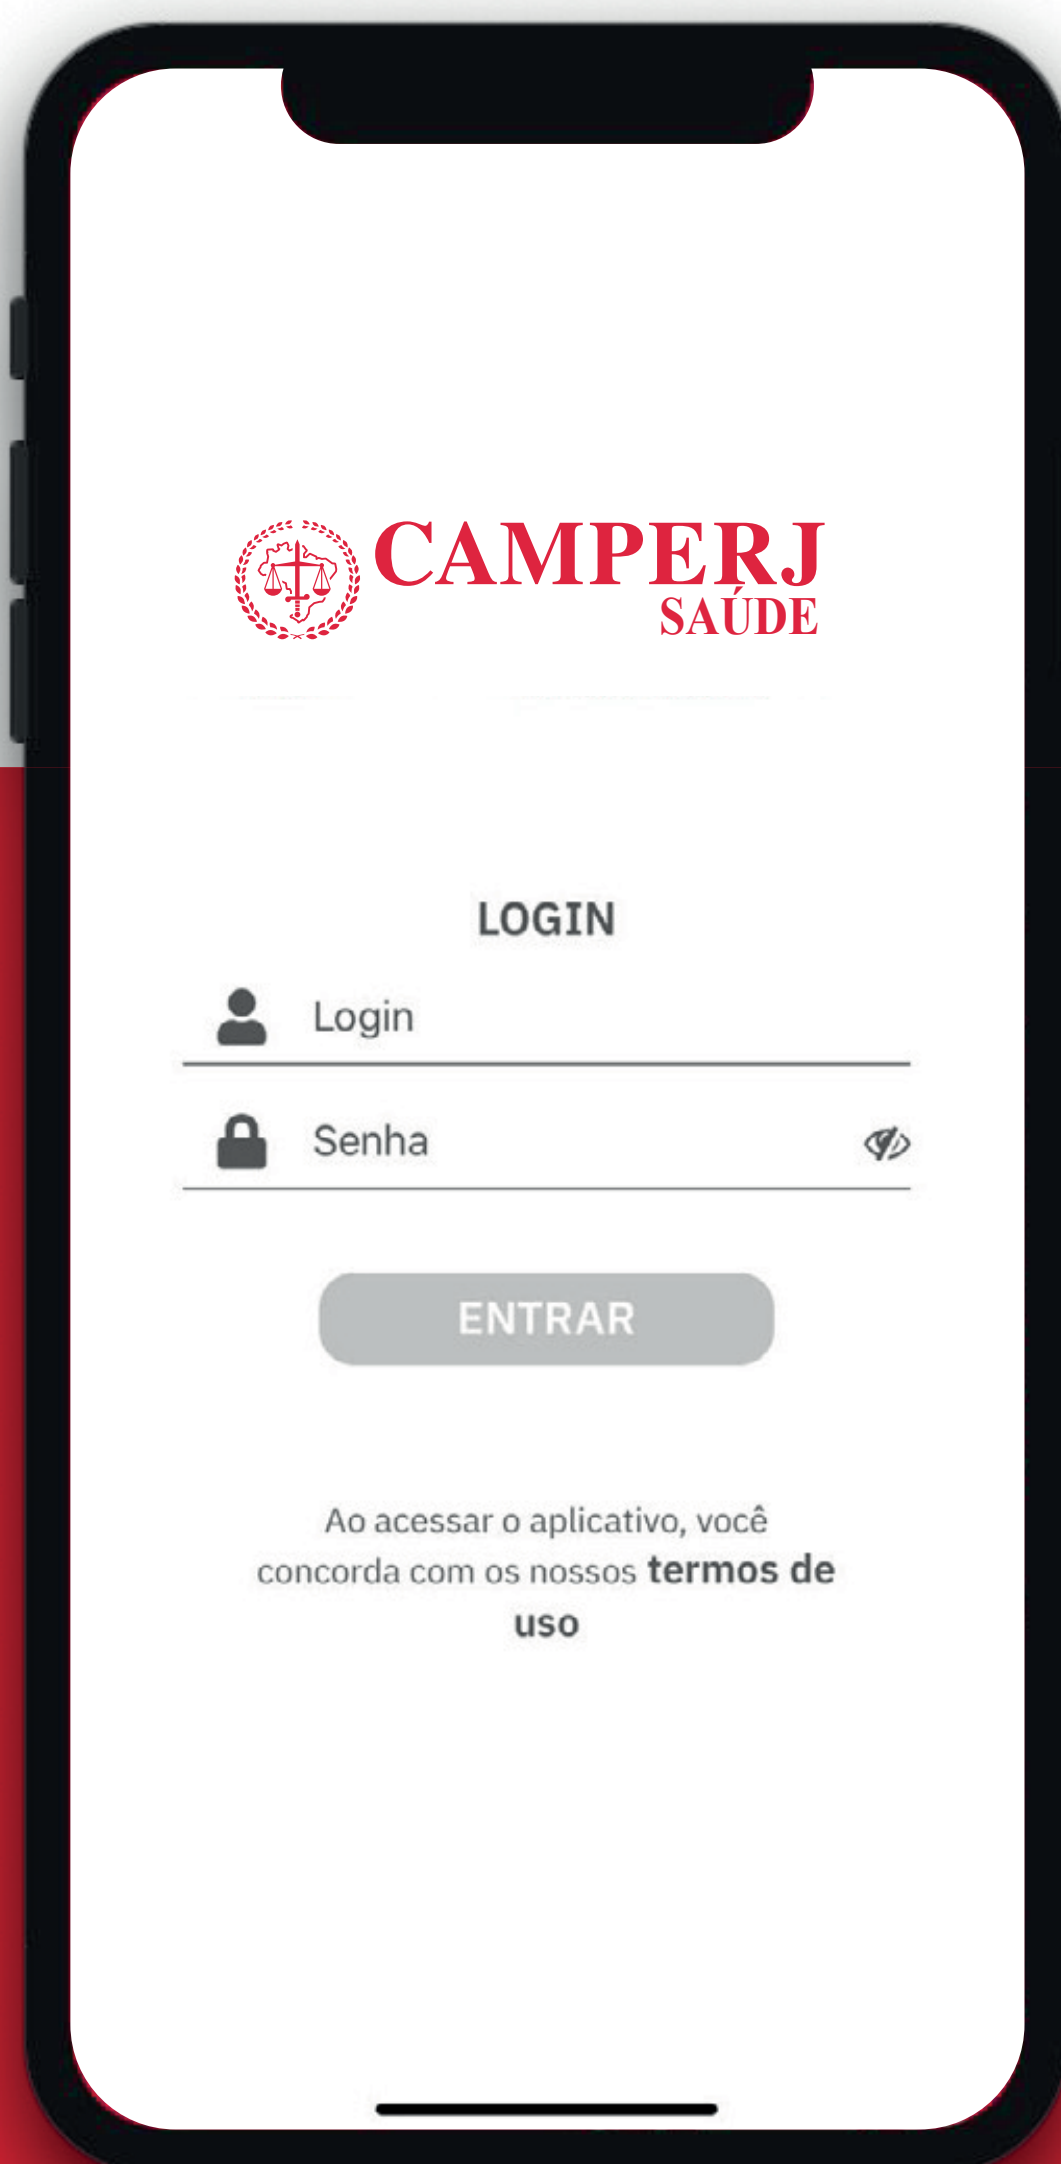 CAMPERJ
SAÚDE
LOGIN
Login
Senha
ENTRAR
Ao acessar o aplicativo, você
concorda com os nossos termos de
uso